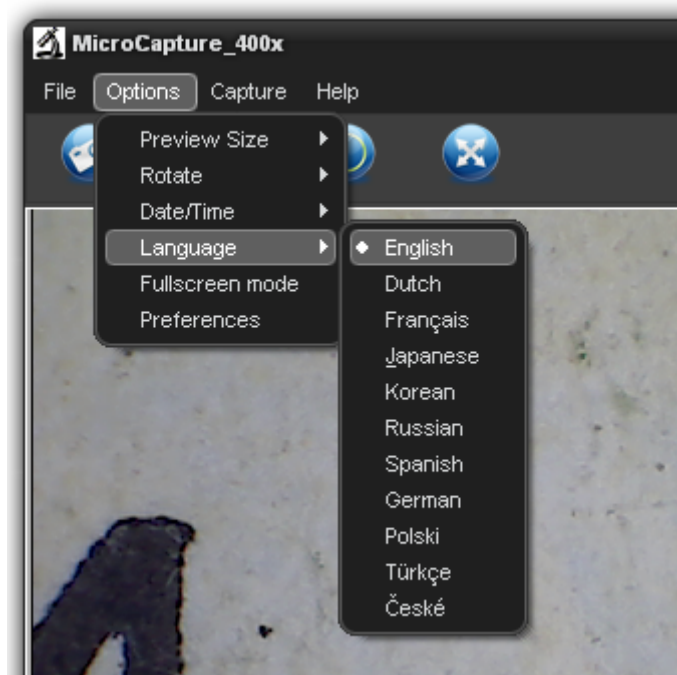 MicroCapture_400x
File Options Capture Help
Preview Size
Rotate
Date/Time
Language
Fullscreen mode
Preferences
English
Dutch
Français
Japanese
Korean
Russian
Spanish
German
Polski
Türkçe
České